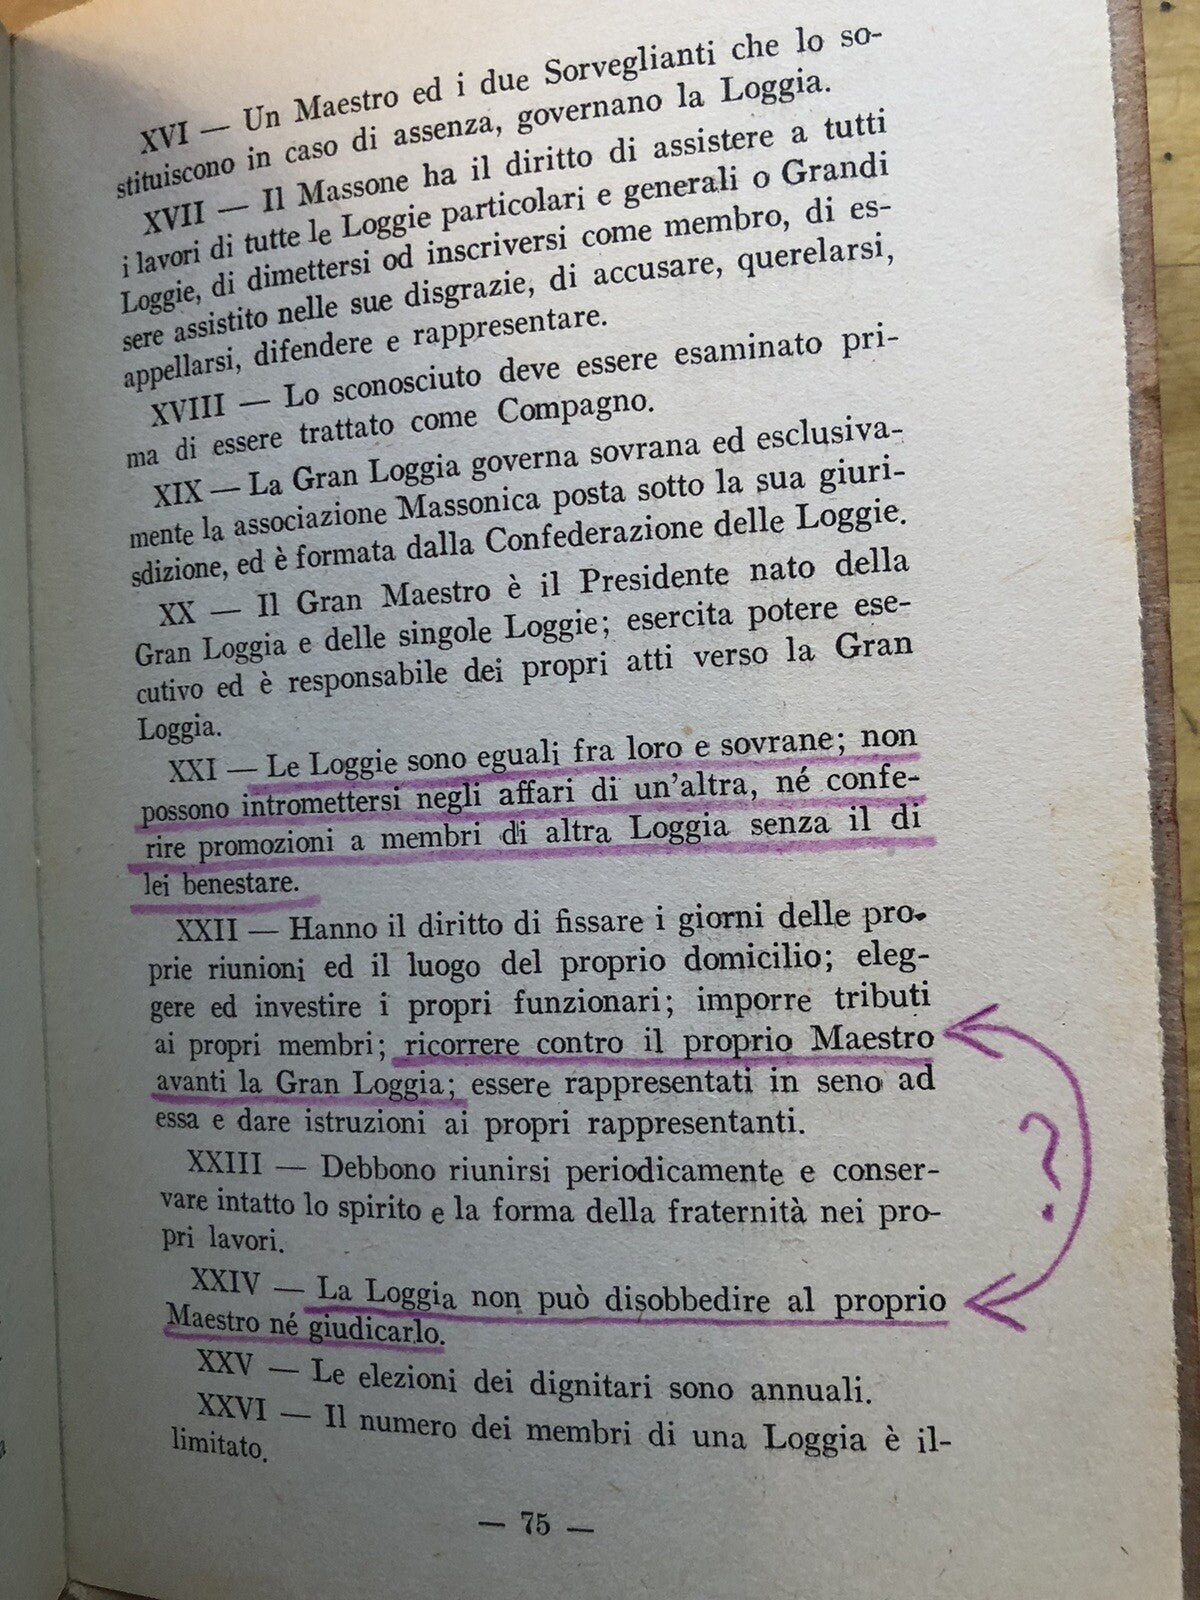 XVI — Un Maestro ed i due Sorveglianti che lo so-
stituiscono in caso di assenza, governano la Loggia.
XVII — Il Massone ha il diritto di assistere a tutti
i lavori di tutte le Loggie particolari e generali o Grandi
Loggie, di dimettersi od inscriversi come membro, di es-
sere assistito nelle sue disgrazie, di accusare, querelarsi,
appellarsi, difendere e rappresentare.
XVIII — Lo sconosciuto deve essere esaminato pri-
ma di essere trattato come Compagno.
XIX — La Gran Loggia governa sovrana ed esclusiva-
mente la associazione Massonica posta sotto la sua giuri-
sdizione, ed è formata dalla Confederazione delle Loggie.
XX — Il Gran Maestro è il Presidente nato della
Gran Loggia e delle singole Loggie; esercita potere ese-
cutivo ed è responsabile dei propri atti verso la Gran
Loggia.
XXI — Le Loggie sono eguali fra loro e sovrane; non
possono intromettersi negli affari di un'altra, né confe-
rire promozioni a membri di altra Loggia senza il di
lei benestare.
XXII — Hanno il diritto di fissare i giorni delle pro-
prie riunioni ed il luogo del proprio domicilio; eleg-
gere ed investire i propri funzionari; imporre tributi
ai propri membri; ricorrere contro il proprio Maestro
avanti la Gran Loggia; essere rappresentati in seno ad
essa e dare istruzioni ai propri rappresentanti.
?
XXIII — Debbono riunirsi periodicamente e conser-
vare intatto lo spirito e la forma della fraternità nei pro-
pri lavori.
XXIV — La Loggia non può disobbedire al proprio
Maestro né giudicarlo.
XXV — Le elezioni dei dignitari sono annuali.
XXVI — Il numero dei membri di una Loggia è il-
limitato.
— 75 —